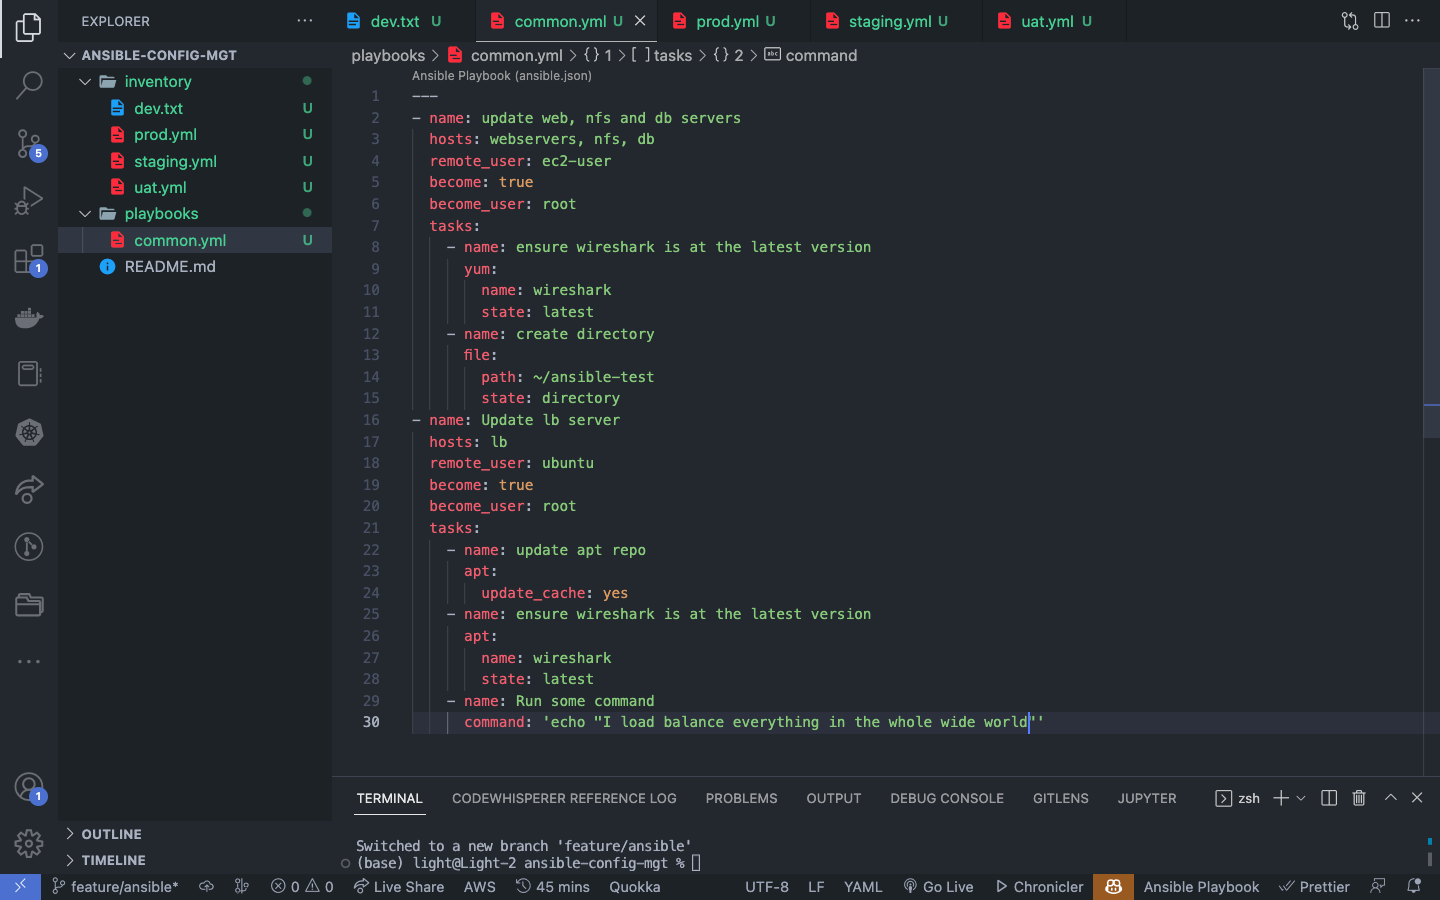 EXPLORER
ANSIBLE-CONFIG-MGT
inventory
dev.txt U
prod.yml U
staging.yml U
uat.yml U
playbooks
common.yml U
README.md
OUTLINE
TIMELINE
5
1
1
dev.txt U
common.yml U
prod.yml U
staging.yml U
uat.yml U
playbooks > common.yml > {} 1 > [ ] tasks > {} 2 > abc command
Ansible Playbook (ansible.json)
1 ---
2 - name: update web, nfs and db servers
3 hosts: webservers, nfs, db
4 remote_user: ec2-user
5 become: true
6 become_user: root
7 tasks:
8 - name: ensure wireshark is at the latest version
9 yum:
10 name: wireshark
11 state: latest
12 - name: create directory
13 file:
14 path: ~/ansible-test
15 state: directory
16 - name: Update lb server
17 hosts: lb
18 remote_user: ubuntu
19 become: true
20 become_user: root
21 tasks:
22 - name: update apt repo
23 apt:
24 update_cache: yes
25 - name: ensure wireshark is at the latest version
26 apt:
27 name: wireshark
28 state: latest
29 - name: Run some command
30 command: 'echo "I load balance everything in the whole wide world"'
TERMINAL CODEWHISPERER REFERENCE LOG PROBLEMS OUTPUT DEBUG CONSOLE GITLENS JUPYTER zsh
Switched to a new branch 'feature/ansible'
(base) light@Light-2 ansible-config-mgt %
feature/ansible* 0 0 Live Share AWS 45 mins Quokka UTF-8 LF YAML Go Live Chronicler Ansible Playbook Prettier